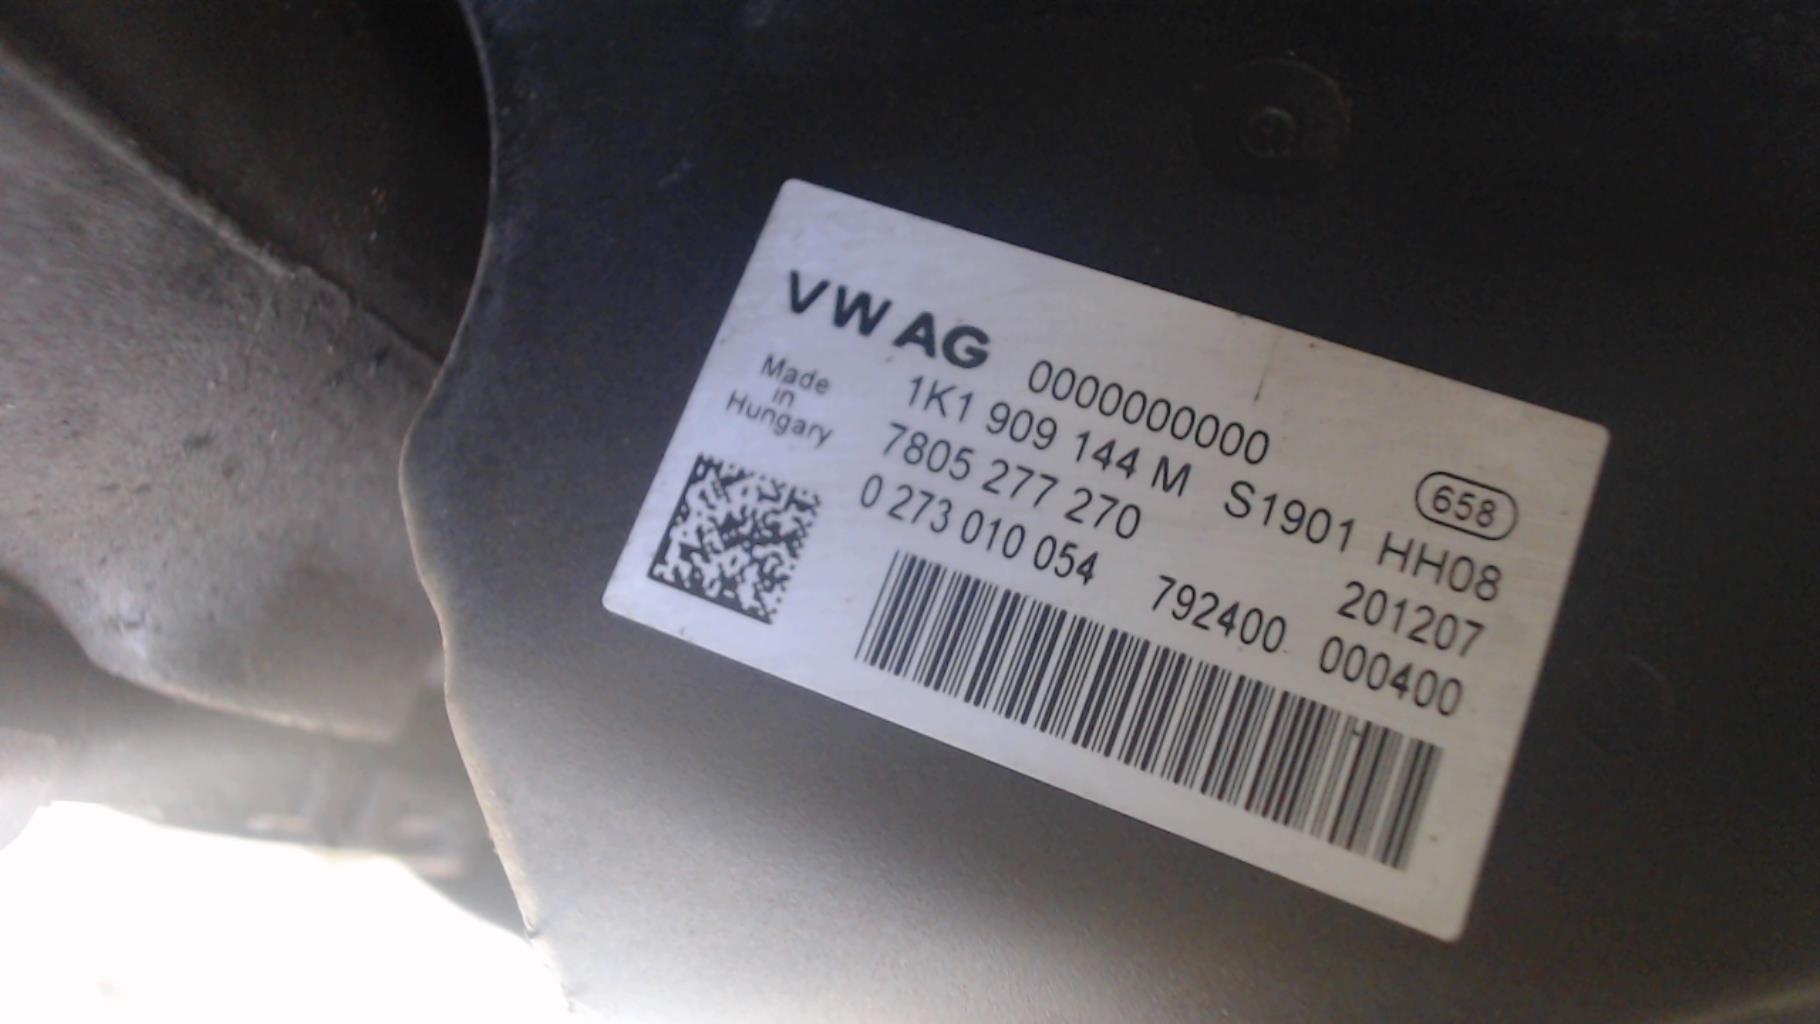 VW AG 0000000000
Made in Hungary
1K1 909 144 M S1901 HH08
7805 277 270 201207
0 273 010 054 792400 000400
658